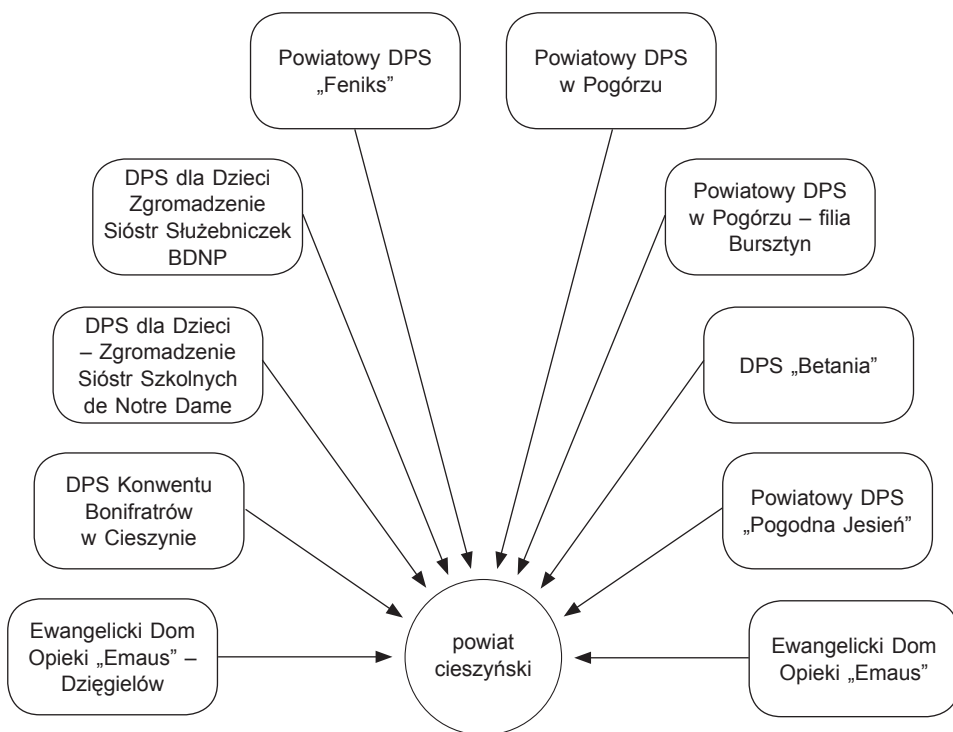 Powiatowy DPS
„Feniks”
Powiatowy DPS
w Pogórzu
DPS dla Dzieci
Zgromadzenie
Sióstr Służebniczek
BDNP
Powiatowy DPS
w Pogórzu – filia
Bursztyn
DPS dla Dzieci
– Zgromadzenie
Sióstr Szkolnych
de Notre Dame
DPS „Betania”
DPS Konwentu
Bonifratrów
w Cieszynie
Powiatowy DPS
„Pogodna Jesień”
Ewangelicki Dom
Opieki „Emaus” –
Dzięgielów
powiat
cieszyński
Ewangelicki Dom
Opieki „Emaus”